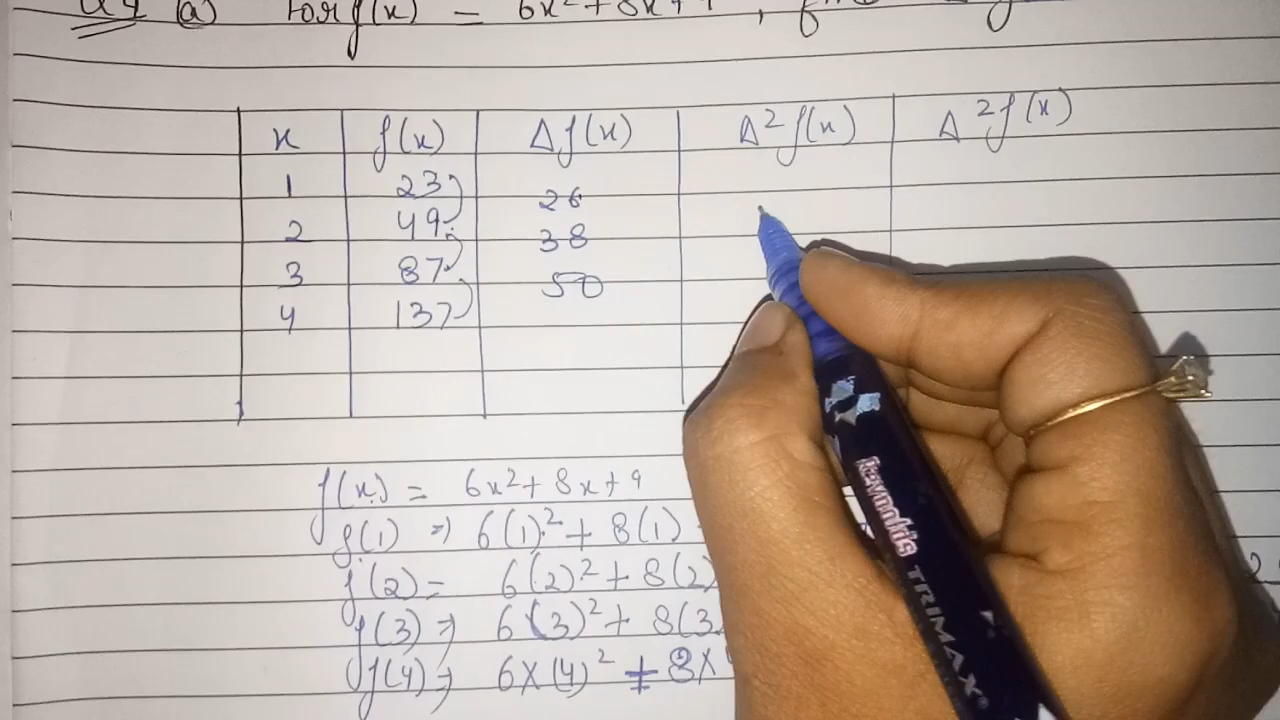 (a) For f(x) = 6x²+8x+9, find
x f(x) Δf(x) Δ²f(x) Δ²f(x)
1 23 26
2 49 38
3 87 50
4 137
f(x) = 6x²+8x+9
f(1) ⇒ 6(1)²+8(1)
f(2) = 6(2)²+8(2)
f(3) ⇒ 6(3)²+8(3
f(4) ⇒ 6×(4)²+8×
Reynolds TRIMAX